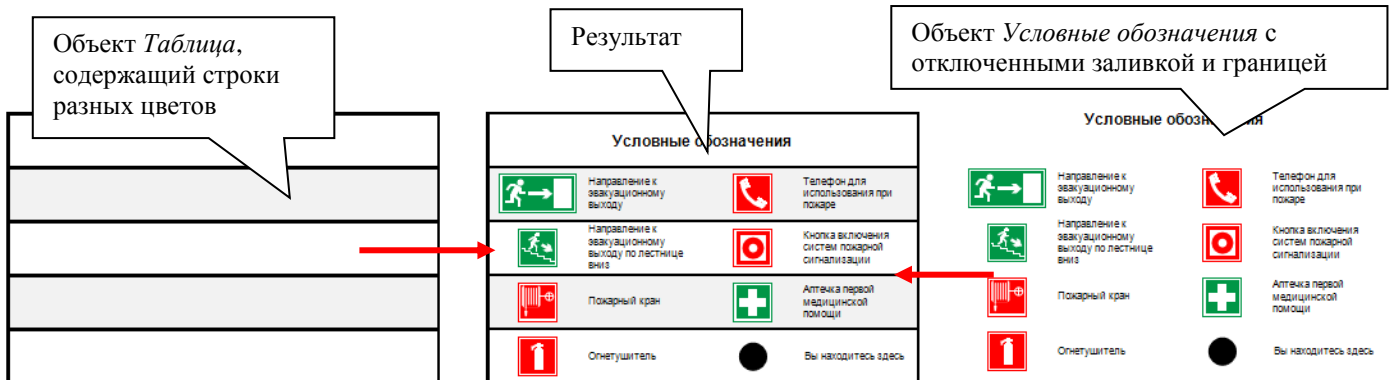 Объект Таблица,
содержащий строки
разных цветов
Результат
Объект Условные обозначения с
отключенными заливкой и границей
Условные обозначения
Направление к
эвакуационному
выходу
Телефон для
использования при
пожаре
Направление к
эвакуационному
выходу по лестнице
вниз
Кнопка включения
систем пожарной
сигнализации
Пожарный кран
Аптечка первой
медицинской
помощи
Огнетушитель
Вы находитесь здесь
Условные обозначения
Направление к
эвакуационному
выходу
Телефон для
использования при
пожаре
Направление к
эвакуационному
выходу по лестнице
вниз
Кнопка включения
систем пожарной
сигнализации
Пожарный кран
Аптечка первой
медицинской
помощи
Огнетушитель
Вы находитесь здесь